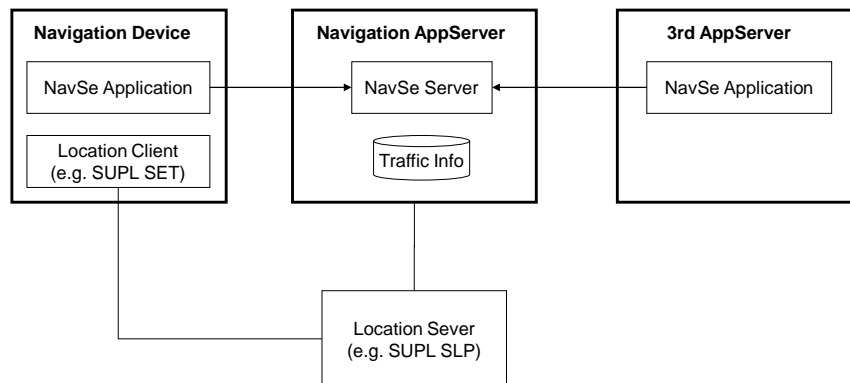 Navigation Device
Navigation AppServer
3rd AppServer
NavSe Application
NavSe Server
NavSe Application
Location Client
(e.g. SUPL SET)
Traffic Info
Location Sever
(e.g. SUPL SLP)